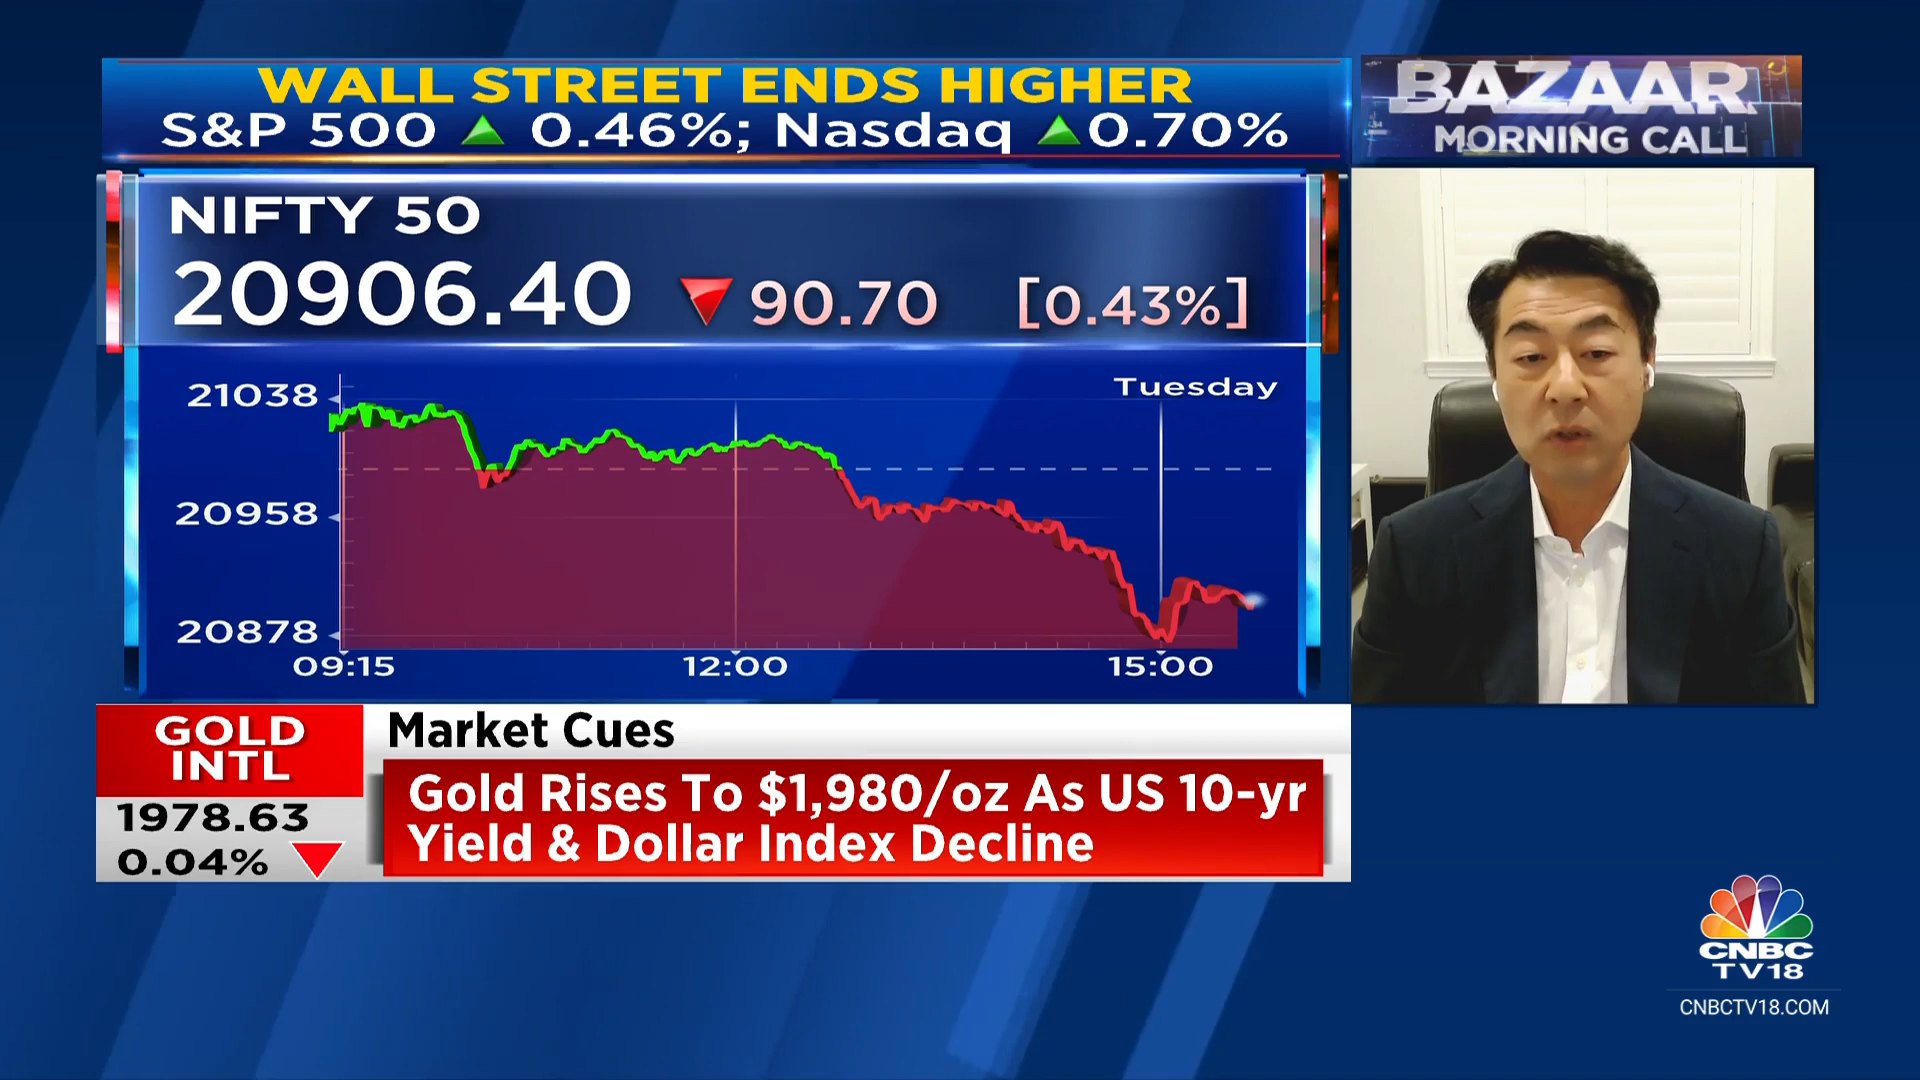 WALL STREET ENDS HIGHER
S&P 500 ▲ 0.46%; Nasdaq ▲0.70%
BAZAAR
MORNING CALL
NIFTY 50
20906.40 ▼ 90.70 [0.43%]
Tuesday
21038
20958
20878
09:15 12:00 15:00
GOLD
INTL
1978.63
0.04% ▼
Market Cues
Gold Rises To $1,980/oz As US 10-yr
Yield & Dollar Index Decline
CNBC
TV18
CNBCTV18.COM